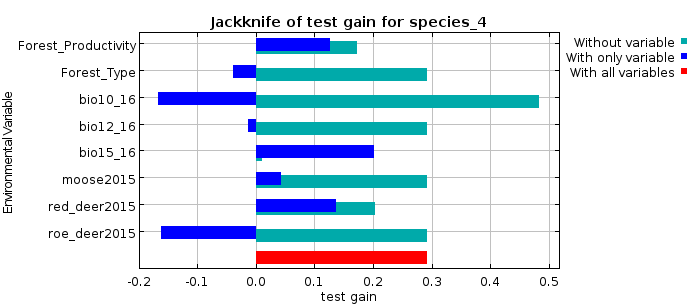 Jackknife of test gain for species_4
Environmental Variable
Forest_Productivity
Forest_Type
bio10_16
bio12_16
bio15_16
moose2015
red_deer2015
roe_deer2015
-0.2 -0.1 0.0 0.1 0.2 0.3 0.4 0.5
test gain
Without variable
With only variable
With all variables